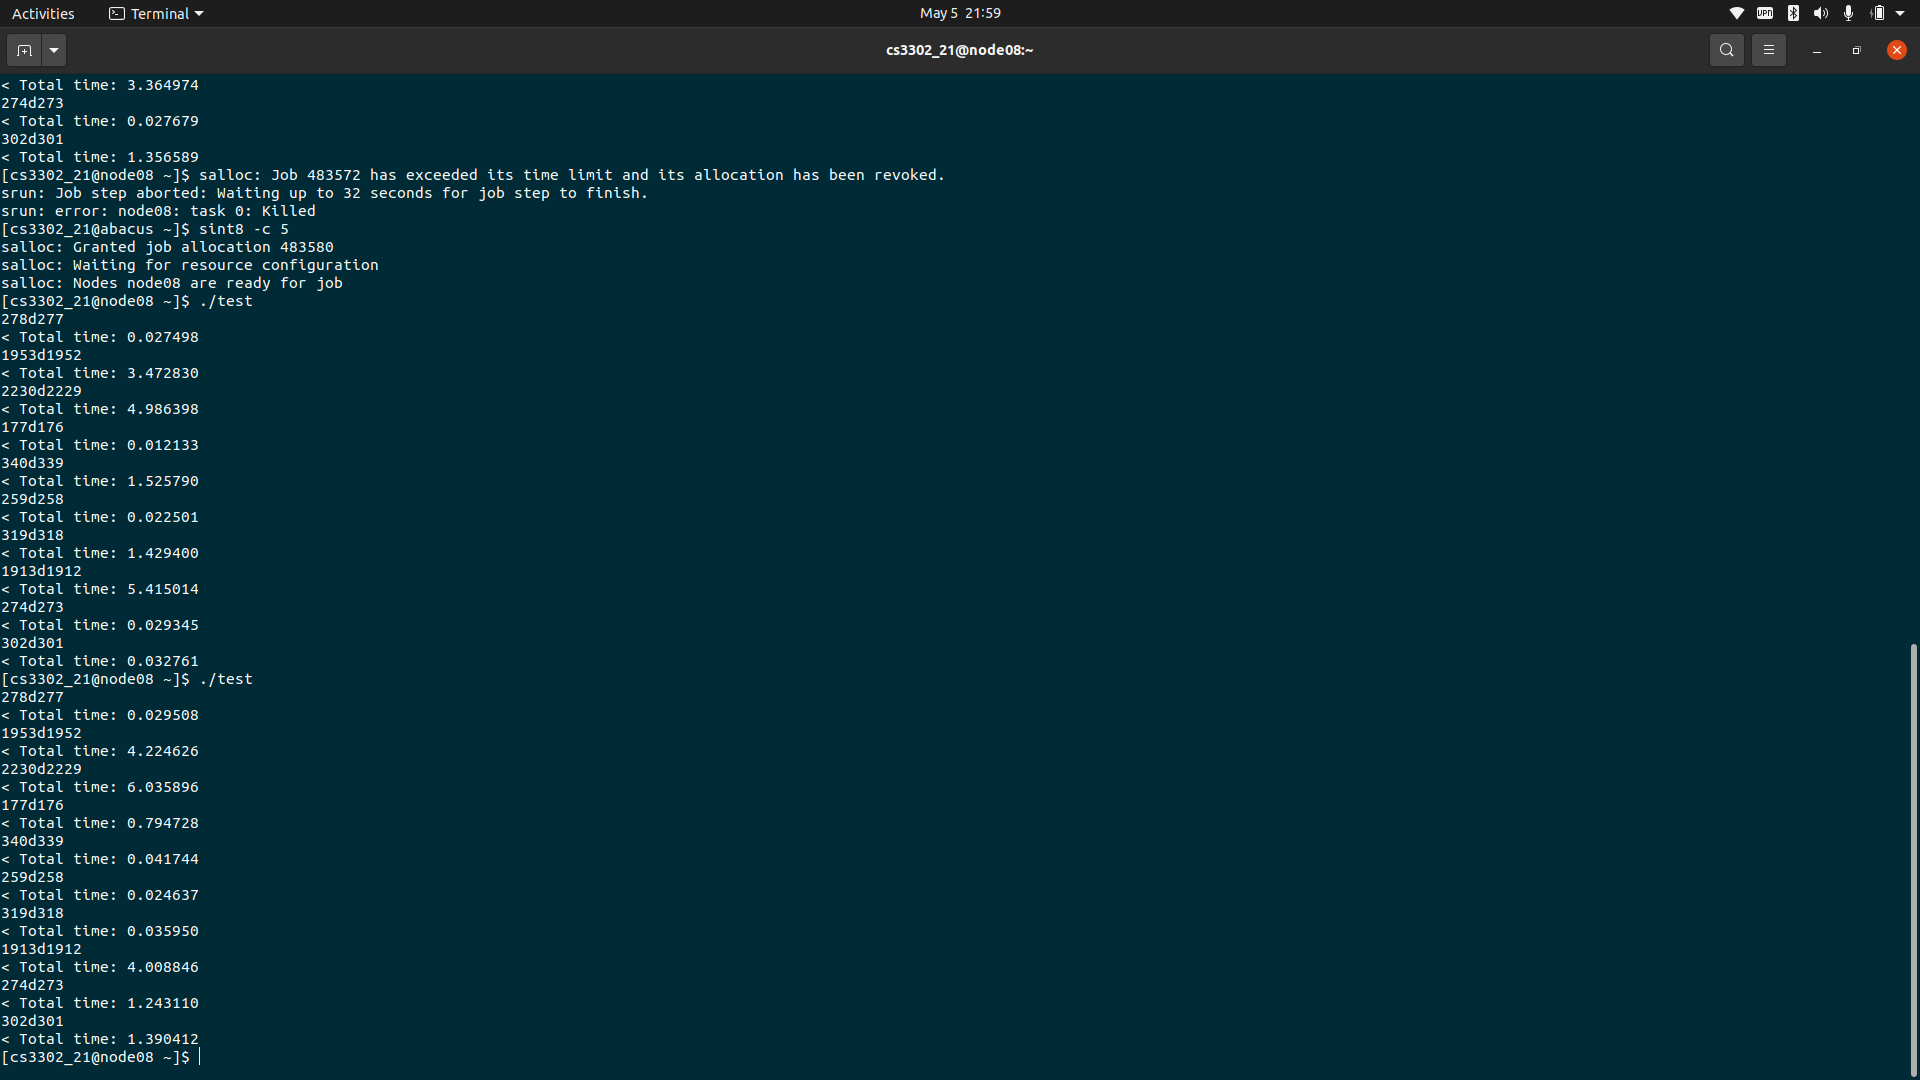 Activities
Terminal
May 5 21:59
VPN
cs3302_21@node08:~
< Total time: 3.364974
274d273
< Total time: 0.027679
302d301
< Total time: 1.356589
[cs3302_21@node08 ~]$ salloc: Job 483572 has exceeded its time limit and its allocation has been revoked.
srun: Job step aborted: Waiting up to 32 seconds for job step to finish.
srun: error: node08: task 0: Killed
[cs3302_21@abacus ~]$ sint8 -c 5
salloc: Granted job allocation 483580
salloc: Waiting for resource configuration
salloc: Nodes node08 are ready for job
[cs3302_21@node08 ~]$ ./test
278d277
< Total time: 0.027498
1953d1952
< Total time: 3.472830
2230d2229
< Total time: 4.986398
177d176
< Total time: 0.012133
340d339
< Total time: 1.525790
259d258
< Total time: 0.022501
319d318
< Total time: 1.429400
1913d1912
< Total time: 5.415014
274d273
< Total time: 0.029345
302d301
< Total time: 0.032761
[cs3302_21@node08 ~]$ ./test
278d277
< Total time: 0.029508
1953d1952
< Total time: 4.224626
2230d2229
< Total time: 6.035896
177d176
< Total time: 0.794728
340d339
< Total time: 0.041744
259d258
< Total time: 0.024637
319d318
< Total time: 0.035950
1913d1912
< Total time: 4.008846
274d273
< Total time: 1.243110
302d301
< Total time: 1.390412
[cs3302_21@node08 ~]$